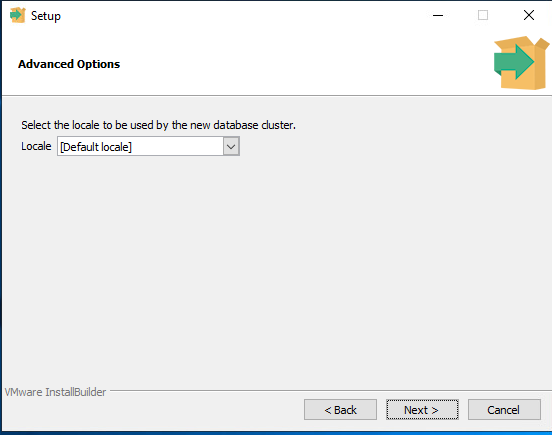 Setup
Advanced Options
Select the locale to be used by the new database cluster.
Locale [Default locale]
VMware InstallBuilder
< Back Next > Cancel